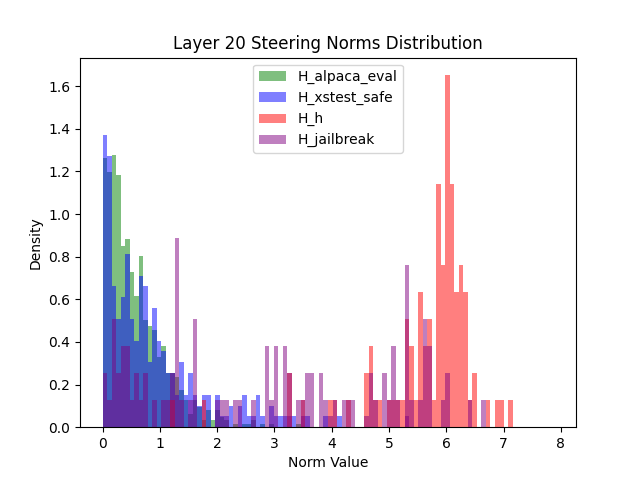 Layer 20 Steering Norms Distribution
H_alpaca_eval
H_xstest_safe
H_h
H_jailbreak
Density
1.6
1.4
1.2
1.0
0.8
0.6
0.4
0.2
0.0
0 1 2 3 4 5 6 7 8
Norm Value